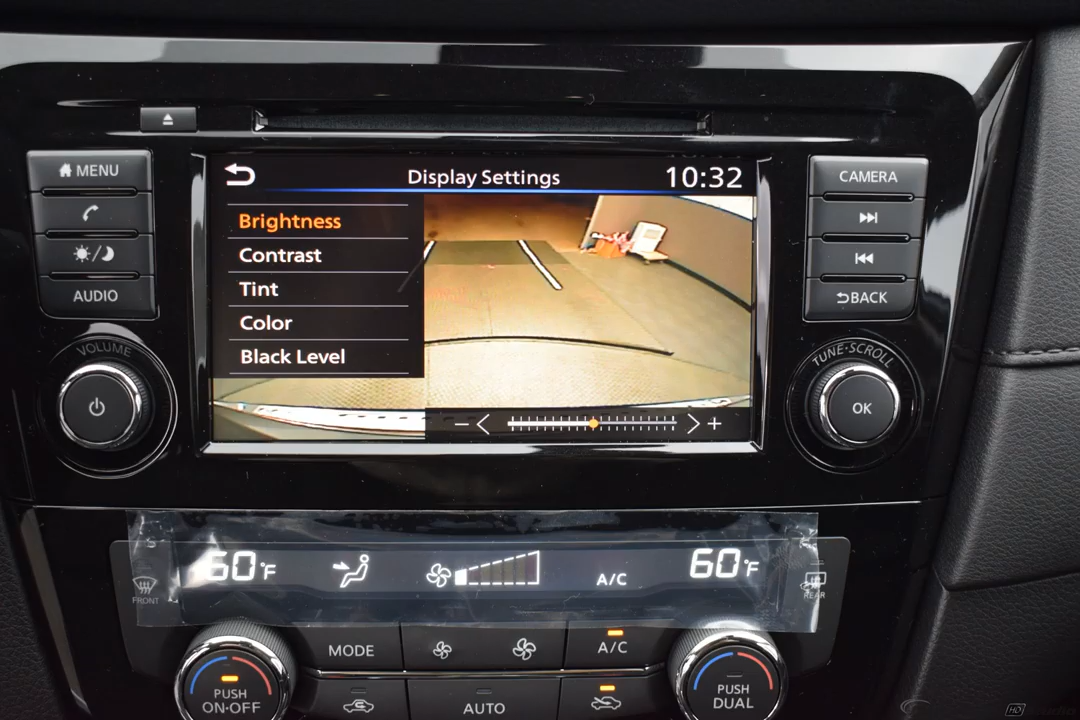 MENU
AUDIO
VOLUME
Display Settings
10:32
Brightness
Contrast
Tint
Color
Black Level
− +
CAMERA
BACK
TUNE·SCROLL
OK
60°F
A/C
60°F
FRONT
REAR
MODE
A/C
PUSH
ON·OFF
AUTO
PUSH
DUAL
HD